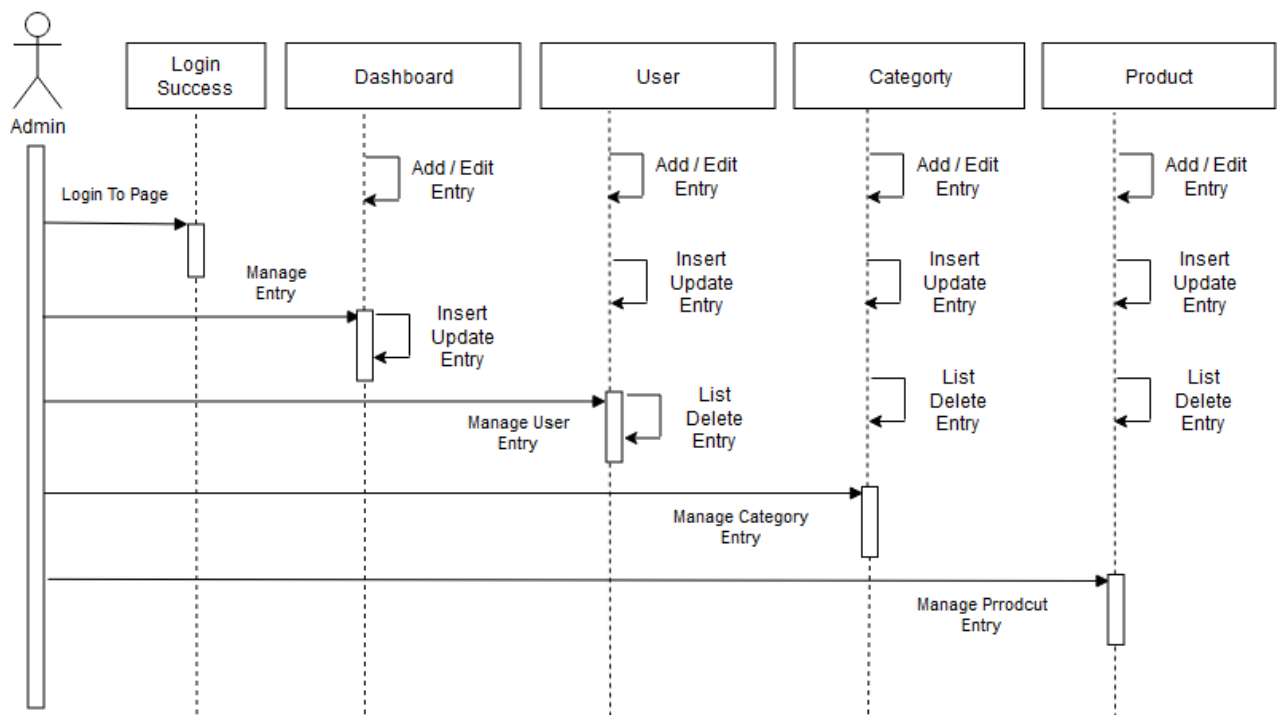 Login
Success
Dashboard
User
Categorty
Product
Admin
Add / Edit
Entry
Add / Edit
Entry
Add / Edit
Entry
Add / Edit
Entry
Login To Page
Manage
Entry
Insert
Update
Entry
Insert
Update
Entry
Insert
Update
Entry
Insert
Update
Entry
Manage User
Entry
List
Delete
Entry
List
Delete
Entry
List
Delete
Entry
Manage Category
Entry
Manage Prrodcut
Entry